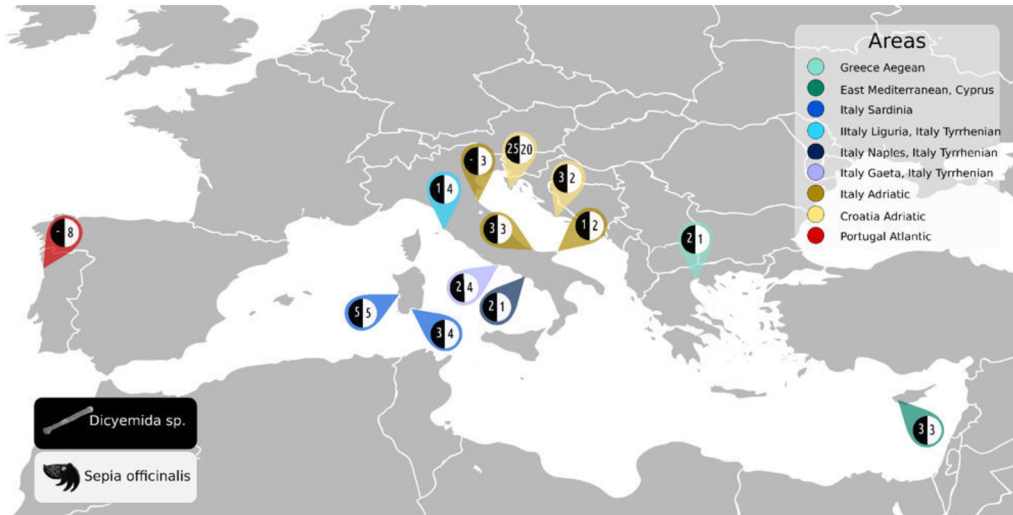 Areas
Greece Aegean
East Mediterranean, Cyprus
Italy Sardinia
IItaly Liguria, Italy Tyrrhenian
Italy Naples, Italy Tyrrhenian
Italy Gaeta, Italy Tyrrhenian
Italy Adriatic
Croatia Adriatic
Portugal Atlantic
25 20
- 3
3 2
1 4
3 3
1 2
- 8
2 1
2 4
2 1
5 5
3 4
3 3
Dicyemida sp.
Sepia officinalis